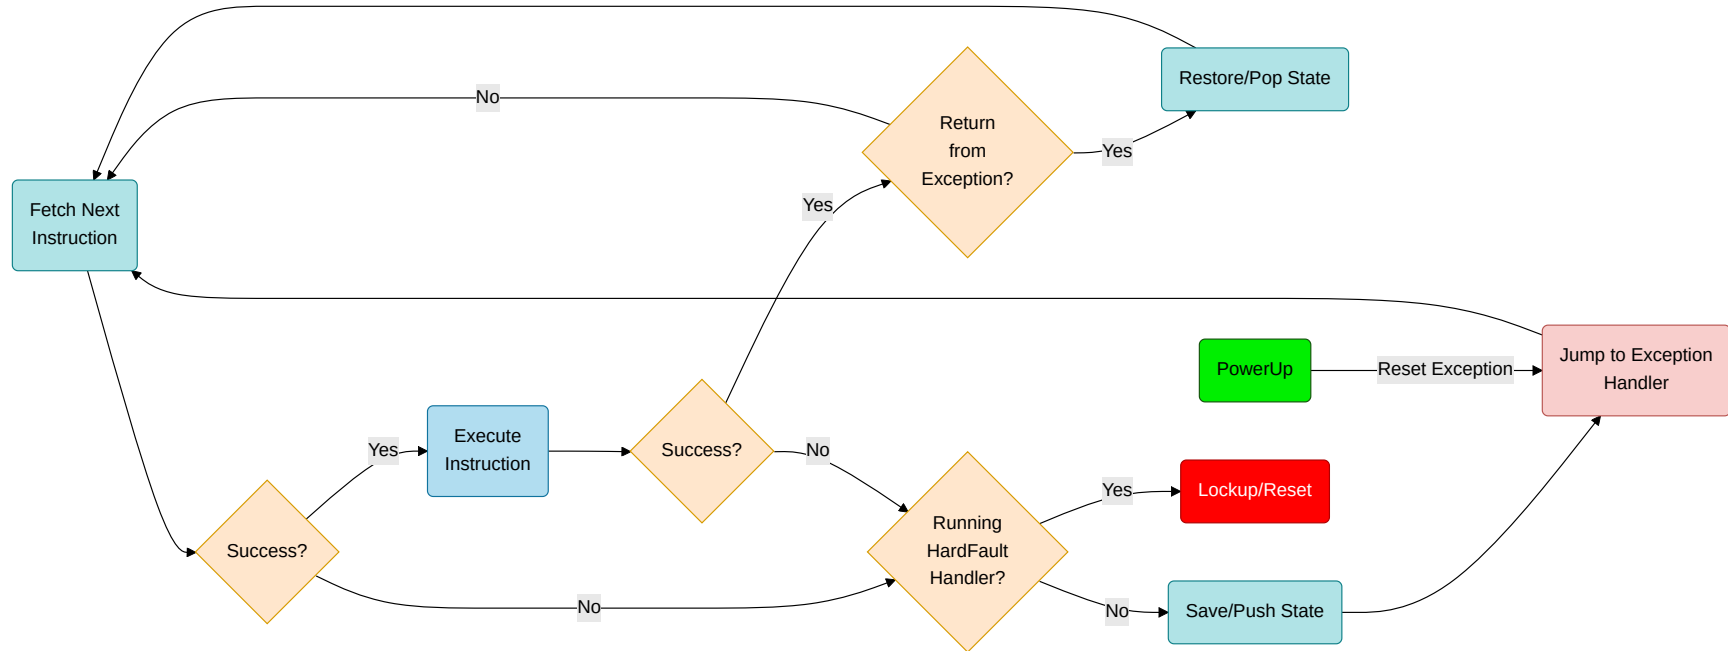 Restore/Pop State
No
Return
from
Exception?
Yes
Fetch Next
Instruction
Yes
PowerUp
Reset Exception
Jump to Exception
Handler
Execute
Instruction
Yes
Success?
No
Lockup/Reset
Yes
Success?
Running
HardFault
Handler?
No
No
Save/Push State